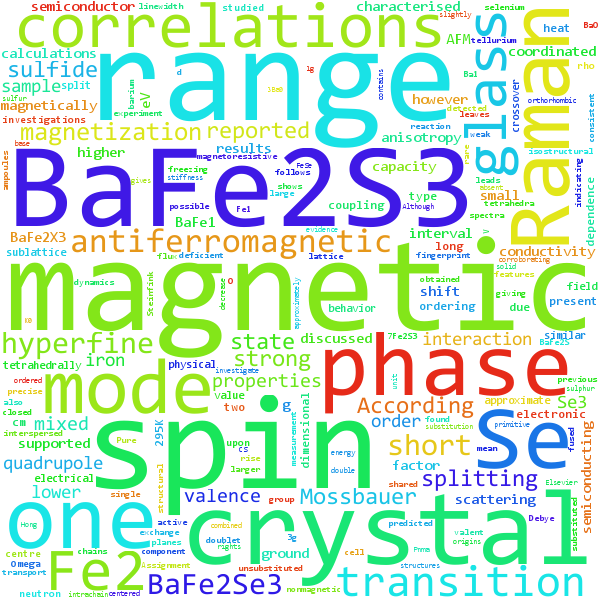 semiconductor
linewidth
studied
characterised
selenium
slightly
BaO
correlations
AFM
tellurium
heat
Raman
calculations
split
barium
eV
d
18e8
1g
contains
glass
coordinated
rho
sulfide
range
crossover
Ba1
orthorhombic
sample
sulfur
experiment
however
detected
magnetically
reported
reaction
leaves
consistent
investigations
magnetization
anisotropy
weak
isostructural
base
higher
results
rare
ampoules
BaFe2S3
freezing
magnetoresistive
FeSe
capacity
leads
absent
indicating
dependence
stiffness
follows
shows
type
tetrahedra
gives
possible
Fe1
Although
spectra
coupling
large
small
BaFe2X3
antiferromagnetic
BaFe1
evidence
interval
long
fingerprint
corroborating
conductivity
sublattice
flux
deficient
lattice
obtained
solid
features
field
dynamics
Steinfink
decrease
O
approximately
shift
giving
due
present
magnetic
behavior
ordering
BaFe2S
hyperfine
state
discussed
7Fe2S3
interaction
similar
tetrahedrally
iron
strong
investigate
phase
unit
previous
sulphur
ordered
physical
mode
precise
properties
According
approximate
Se3
also
value
two
g
dimensional
order
electronic
closed
cm
mixed
295K
Pure
upon
cs
measurement
found
substitution
primitive
interspersed
spin
short
Se
fused
semiconducting
supported
structural
rise
energy
mean
quadrupole
larger
double
factor
splitting
electrical
single
group
shared
lower
valence
Mossbauer
scattering
substituted
one
Hong
active
combined
3g
predicted
valent
Debye
exchange
doublet
rights
ground
origins
Elsevier
centre
planes
crystal
Omega
chains
component
unsubstituted
cell
Pnma
transport
Fe2
Assignment
structures
neutron
intrachain
centered
BaFe2Se3
nonmagnetic
transition